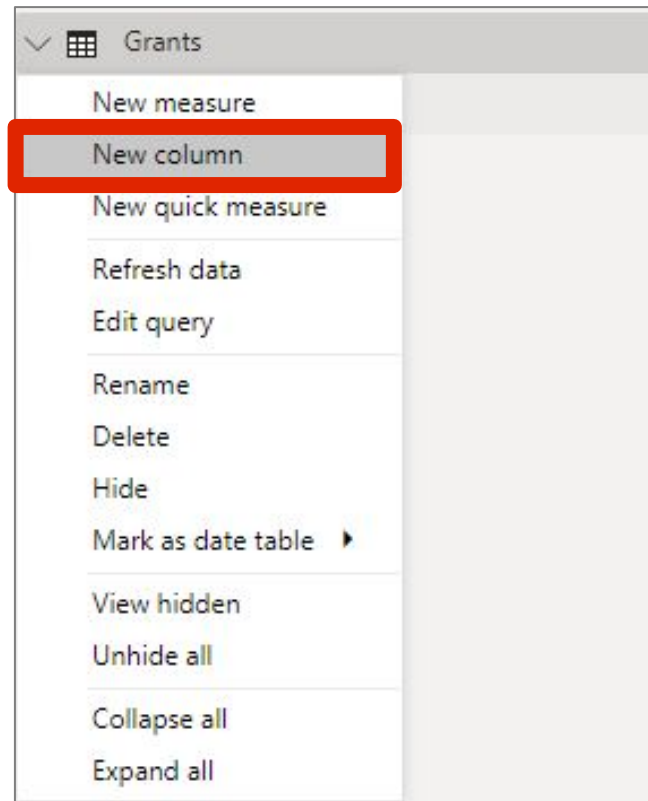 Grants
New measure
New column
New quick measure
Refresh data
Edit query
Rename
Delete
Hide
Mark as date table
View hidden
Unhide all
Collapse all
Expand all